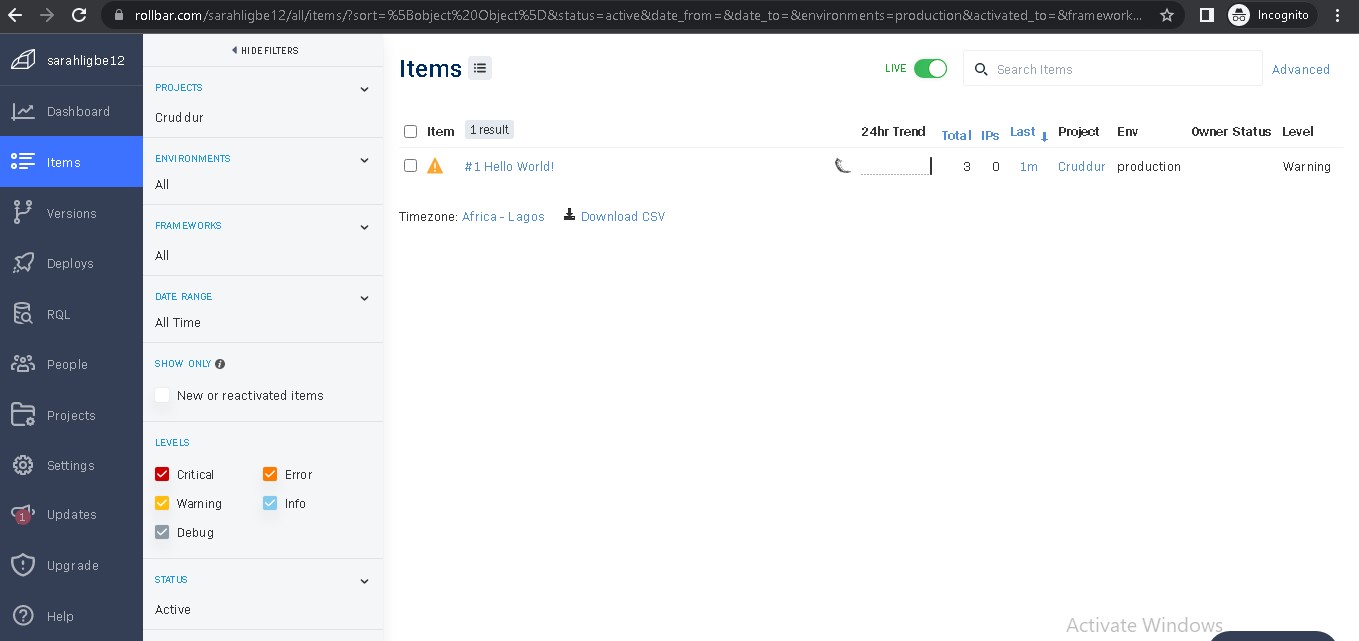 rollbar.com/sarahligbe12/all/items/?sort=%5Bobject%20Object%5D&status=active&date_from=&date_to=&environments=production&activated_to=&framework...
Incognito
sarahligbe12
Dashboard
Items
Versions
Deploys
RQL
People
Projects
Settings
1
Updates
Upgrade
Help
HIDE FILTERS
PROJECTS
Cruddur
ENVIRONMENTS
All
FRAMEWORKS
All
DATE RANGE
All Time
SHOW ONLY
New or reactivated items
LEVELS
Critical Error
Warning Info
Debug
STATUS
Active
Items
LIVE
Search Items
Advanced
Item 1 result 24hr Trend Total IPs Last Project Env Owner Status Level
#1 Hello World! 3 0 1m Cruddur production Warning
Timezone: Africa - Lagos Download CSV
Activate Windows